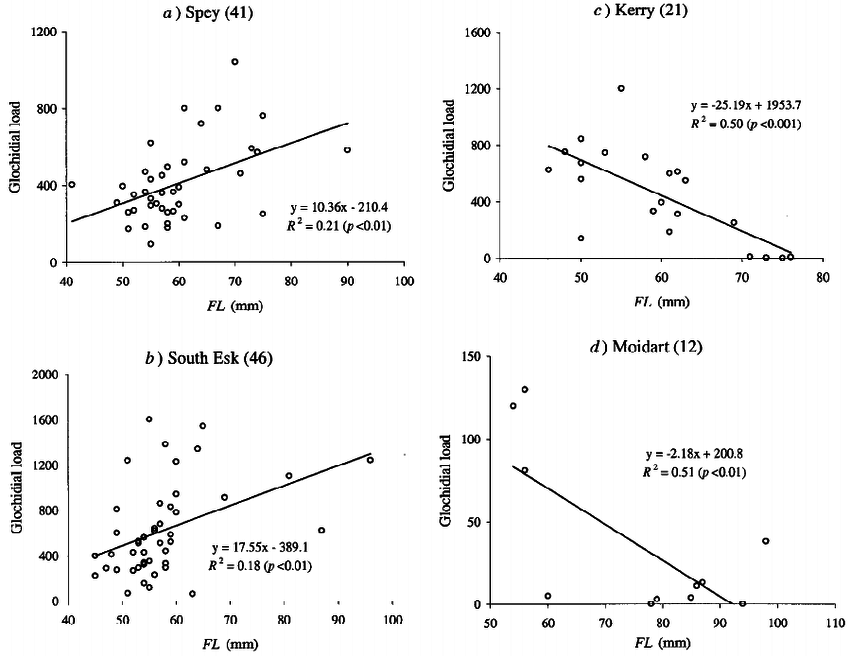 a) Spey (41)
1200
800
400
0
Glochidial load
y = 10.36x - 210.4
R² = 0.21 (p <0.01)
40 50 60 70 80 90 100
FL (mm)
c) Kerry (21)
1600
1200
800
400
0
Glochidial load
y = -25.19x + 1953.7
R² = 0.50 (p <0.001)
40 50 60 70 80
FL (mm)
b) South Esk (46)
2000
1600
1200
800
400
0
Glochidial load
y = 17.55x - 389.1
R² = 0.18 (p <0.01)
40 50 60 70 80 90 100
FL (mm)
d) Moidart (12)
150
100
50
0
Glochidial load
y = -2.18x + 200.8
R² = 0.51 (p <0.01)
50 60 70 80 90 100 110
FL (mm)